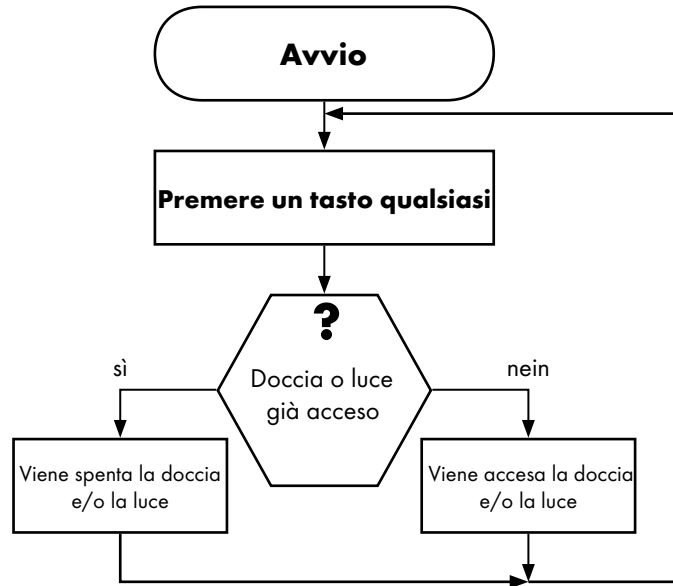 Avvio
Premere un tasto qualsiasi
?
Doccia o luce
già acceso
sì
nein
Viene spenta la doccia
e/o la luce
Viene accesa la doccia
e/o la luce